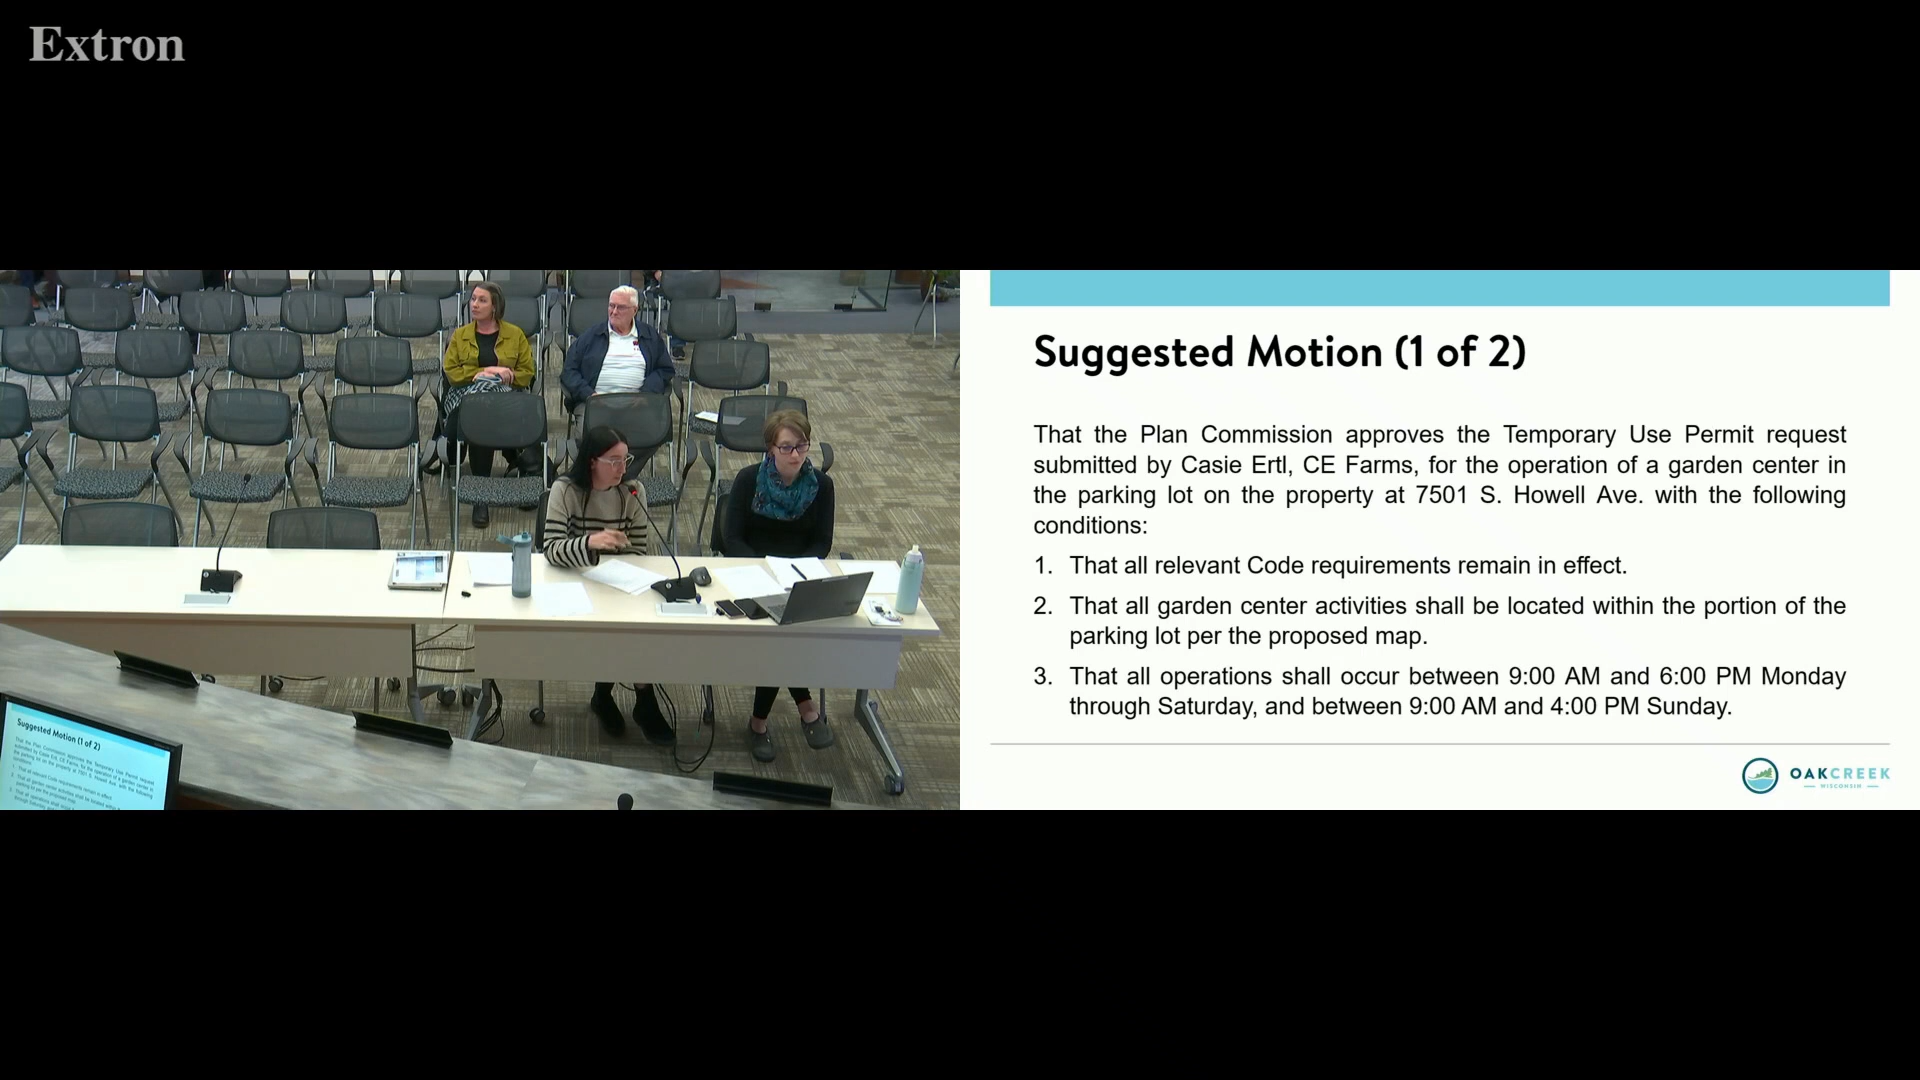 Extron
Suggested Motion (1 of 2)
That the Plan Commission approves the Temporary Use Permit request
submitted by Casie Ertl, CE Farms, for the operation of a garden center in
the parking lot on the property at 7501 S. Howell Ave. with the following
conditions:
1. That all relevant Code requirements remain in effect.
2. That all garden center activities shall be located within the portion of the
parking lot per the proposed map.
3. That all operations shall occur between 9:00 AM and 6:00 PM Monday
through Saturday, and between 9:00 AM and 4:00 PM Sunday.
OAKCREEK
WISCONSIN
Suggested Motion (1 of 2)